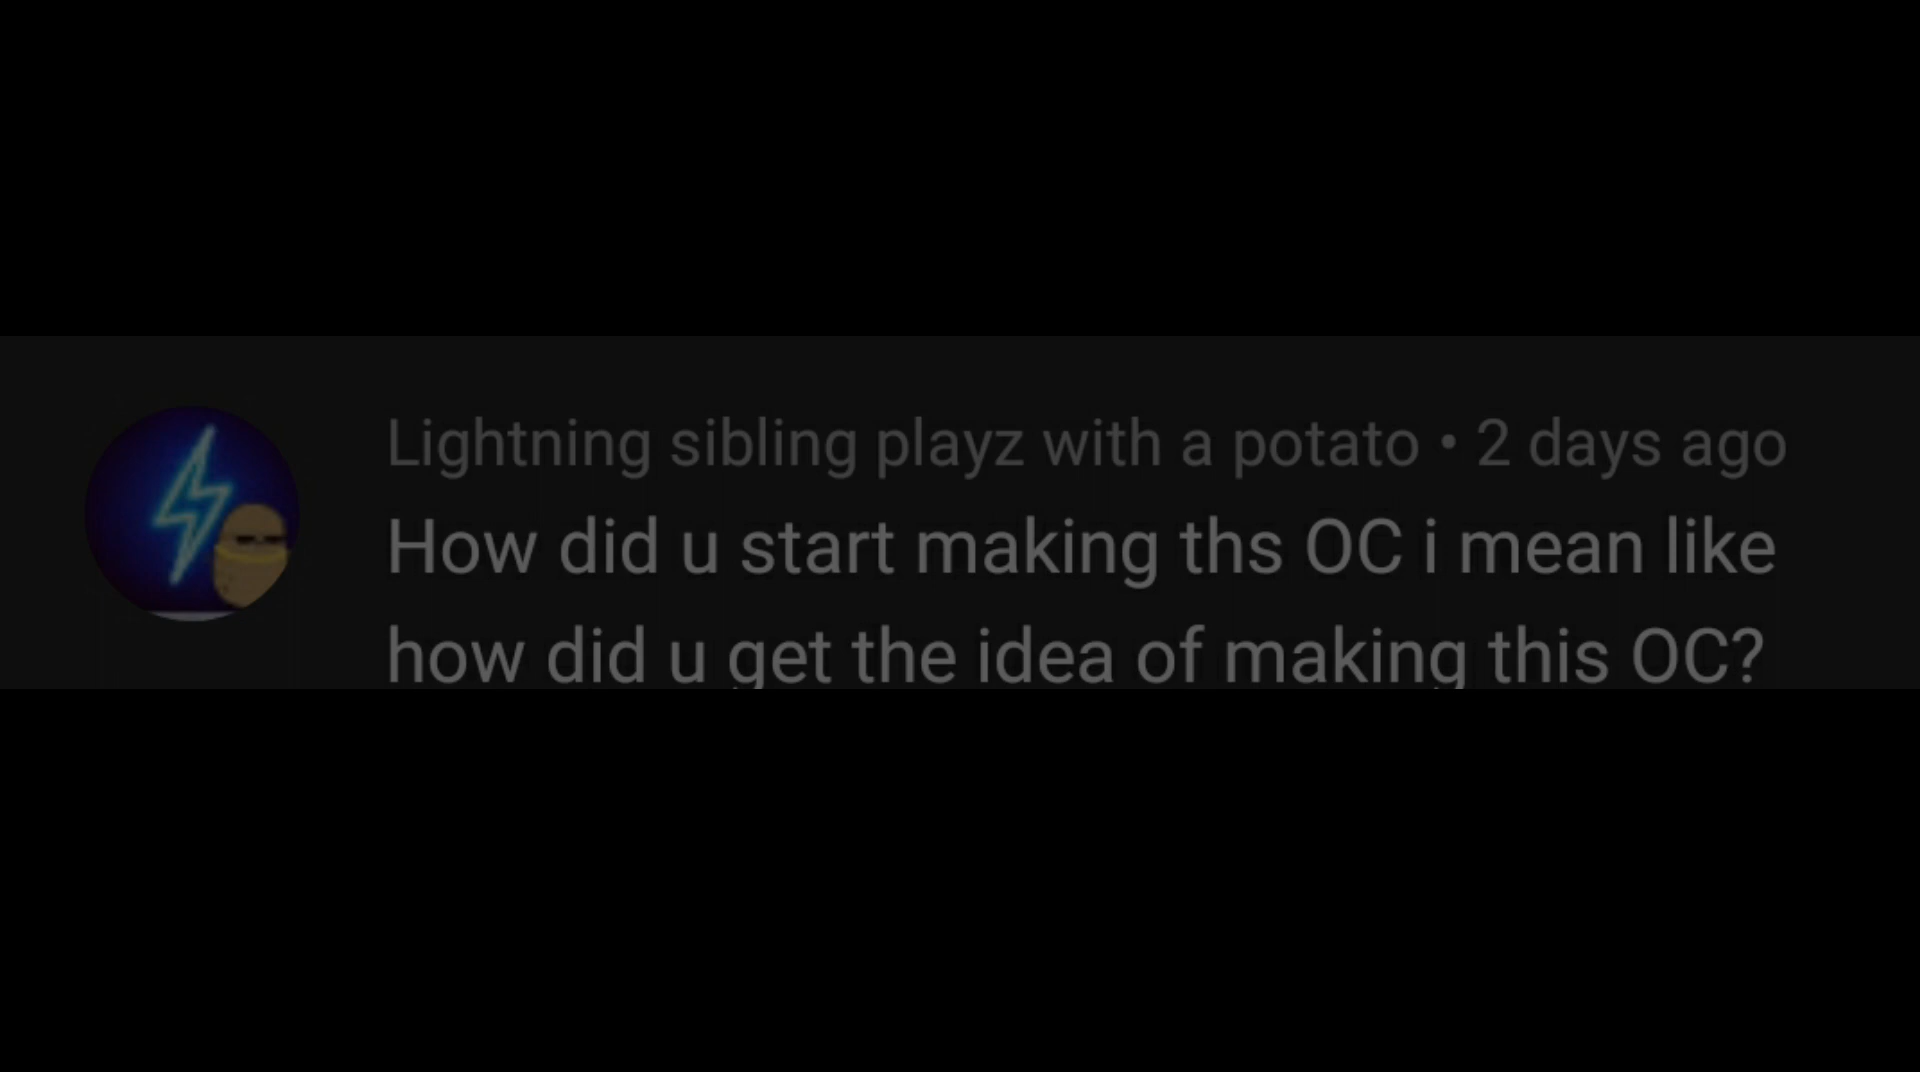 Lightning sibling playz with a potato • 2 days ago
How did u start making ths OC i mean like
how did u get the idea of making this OC?